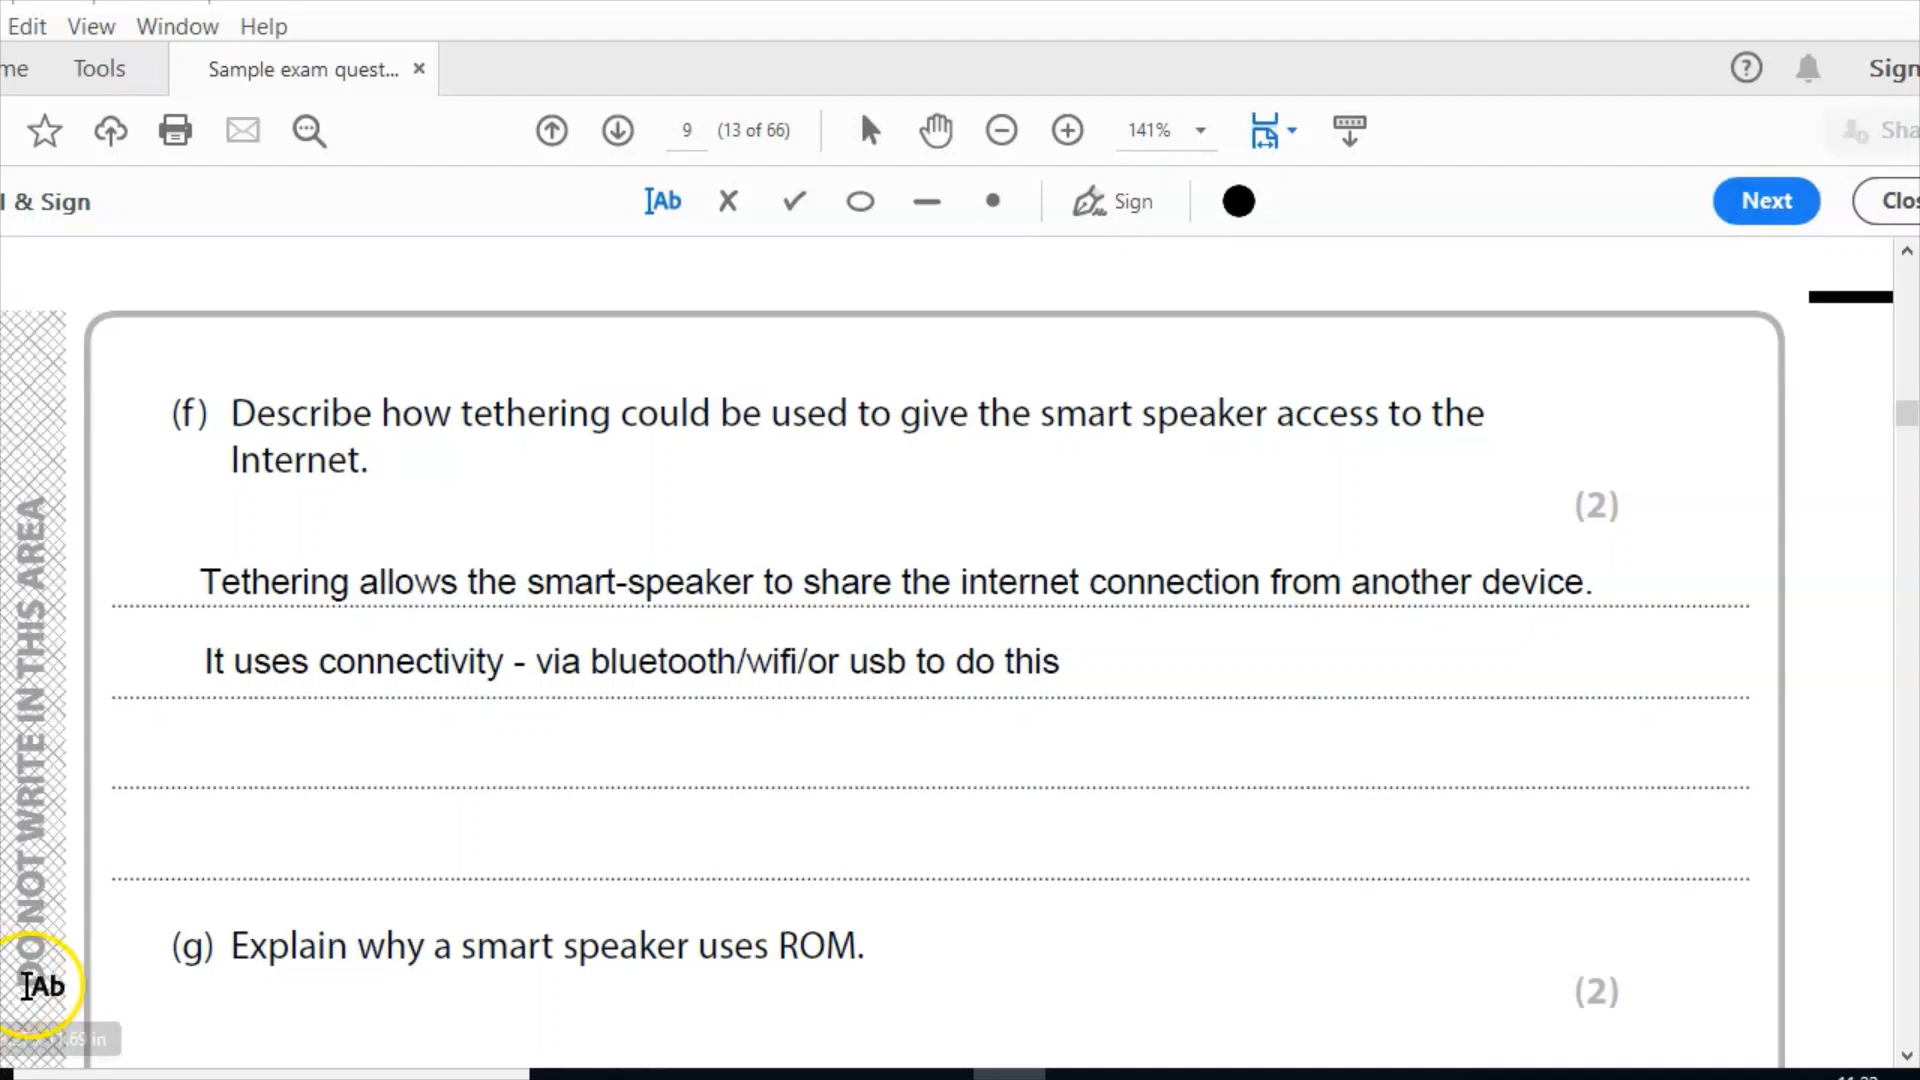 Edit View Window Help
me Tools Sample exam quest... × Sign
9 (13 of 66) 141% Sha
l & Sign Ab Sign Next Clos
(f) Describe how tethering could be used to give the smart speaker access to the
Internet.
(2)
Tethering allows the smart-speaker to share the internet connection from another device.
It uses connectivity - via bluetooth/wifi/or usb to do this
(g) Explain why a smart speaker uses ROM.
(2)
DO NOT WRITE IN THIS AREA
Ab